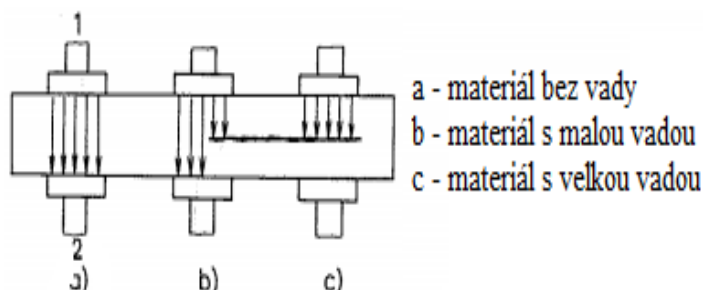 1
a - materiál bez vady
b - materiál s malou vadou
c - materiál s velkou vadou
2
a) b) c)